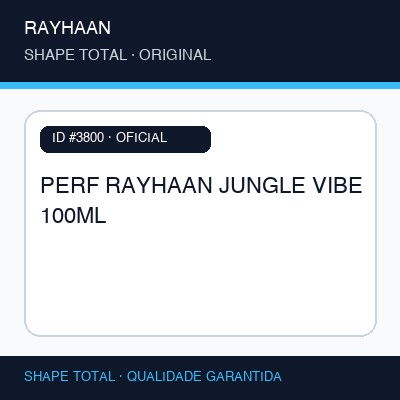 RAYHAAN
SHAPE TOTAL · ORIGINAL
ID #3800 · OFICIAL
PERF RAYHAAN JUNGLE VIBE
100ML
SHAPE TOTAL · QUALIDADE GARANTIDA